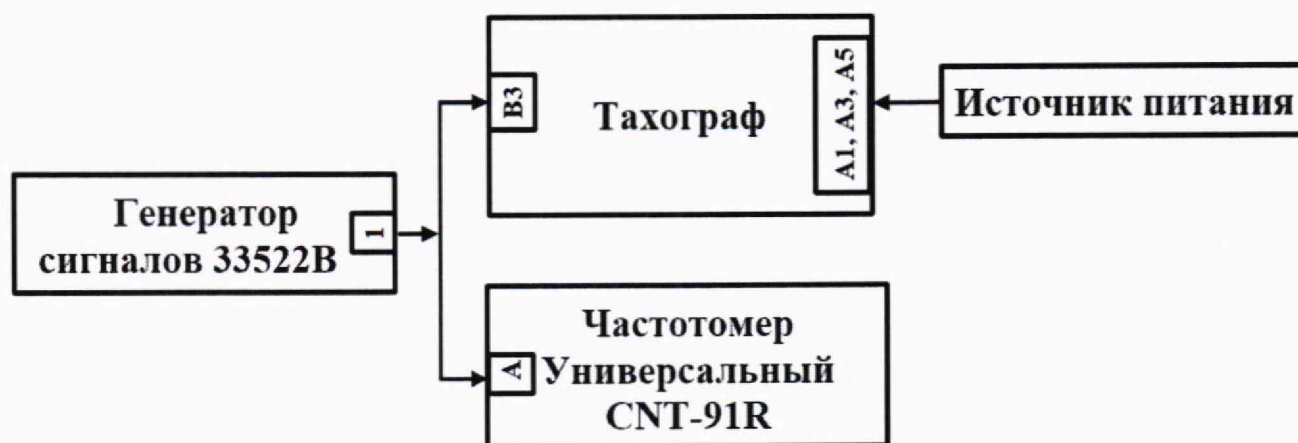 В3
Тахограф
А1, А3, А5
Источник питания
Генератор
сигналов 33522В
1
Частотомер
Универсальный
CNT-91R
А